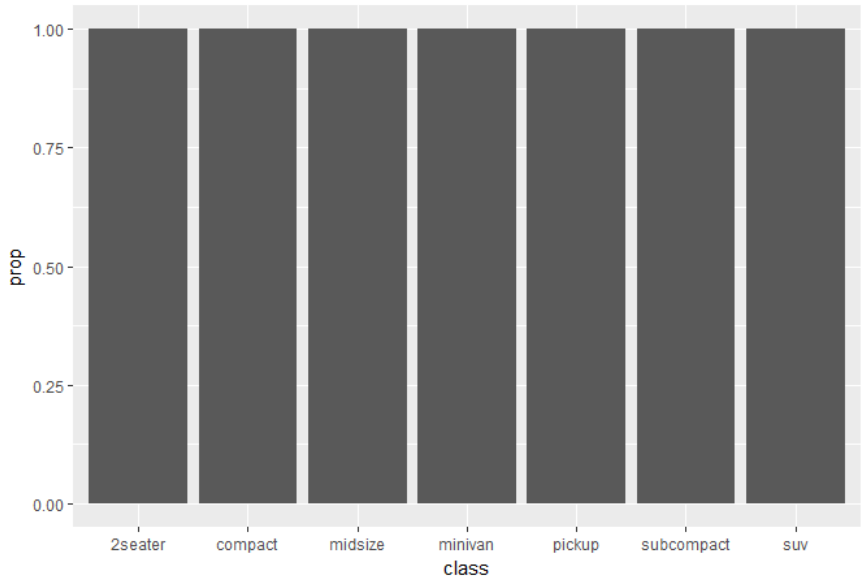 prop
1.00
0.75
0.50
0.25
0.00
2seater compact midsize minivan pickup subcompact suv
class